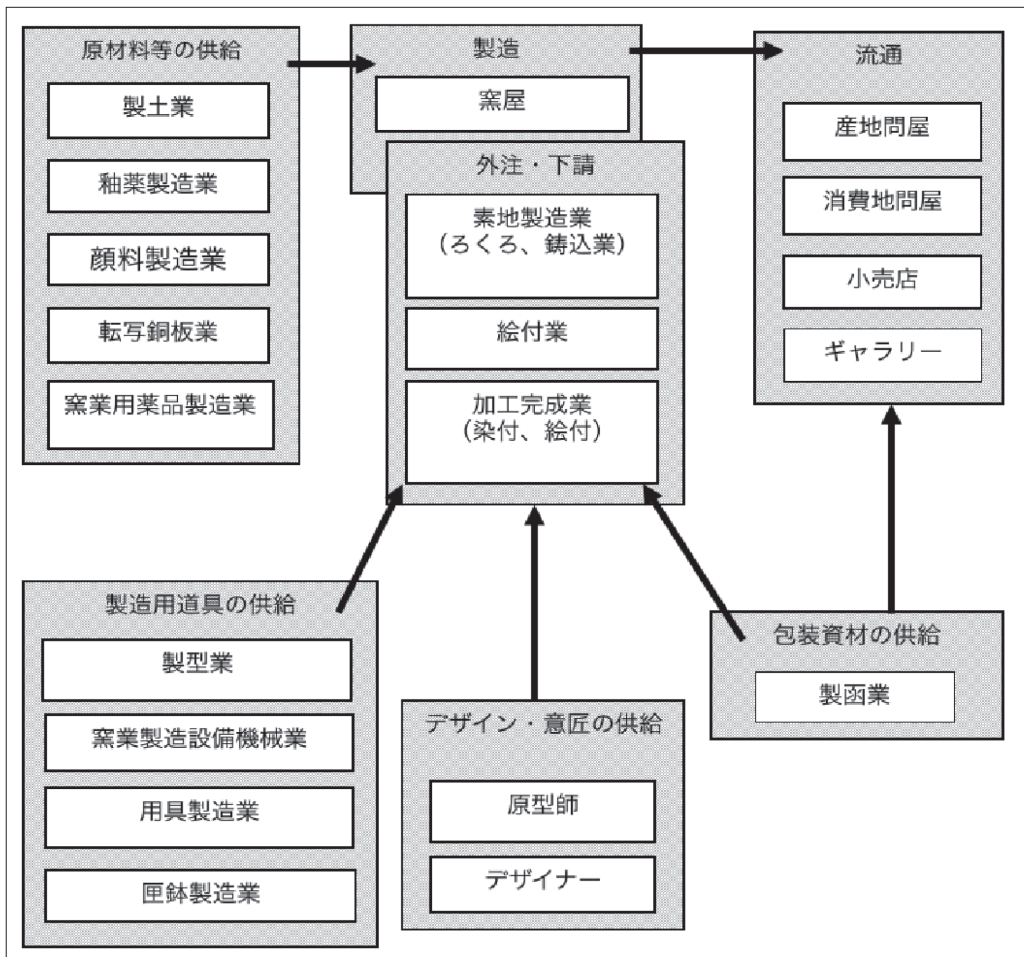 原材料等の供給
製土業
釉薬製造業
顔料製造業
転写銅板業
窯業用薬品製造業
製造
窯屋
外注・下請
素地製造業
(ろくろ、鋳込業)
絵付業
加工完成業
(染付、絵付)
流通
産地問屋
消費地問屋
小売店
ギャラリー
製造用道具の供給
製型業
窯業製造設備機械業
用具製造業
匣鉢製造業
デザイン・意匠の供給
原型師
デザイナー
包装資材の供給
製函業